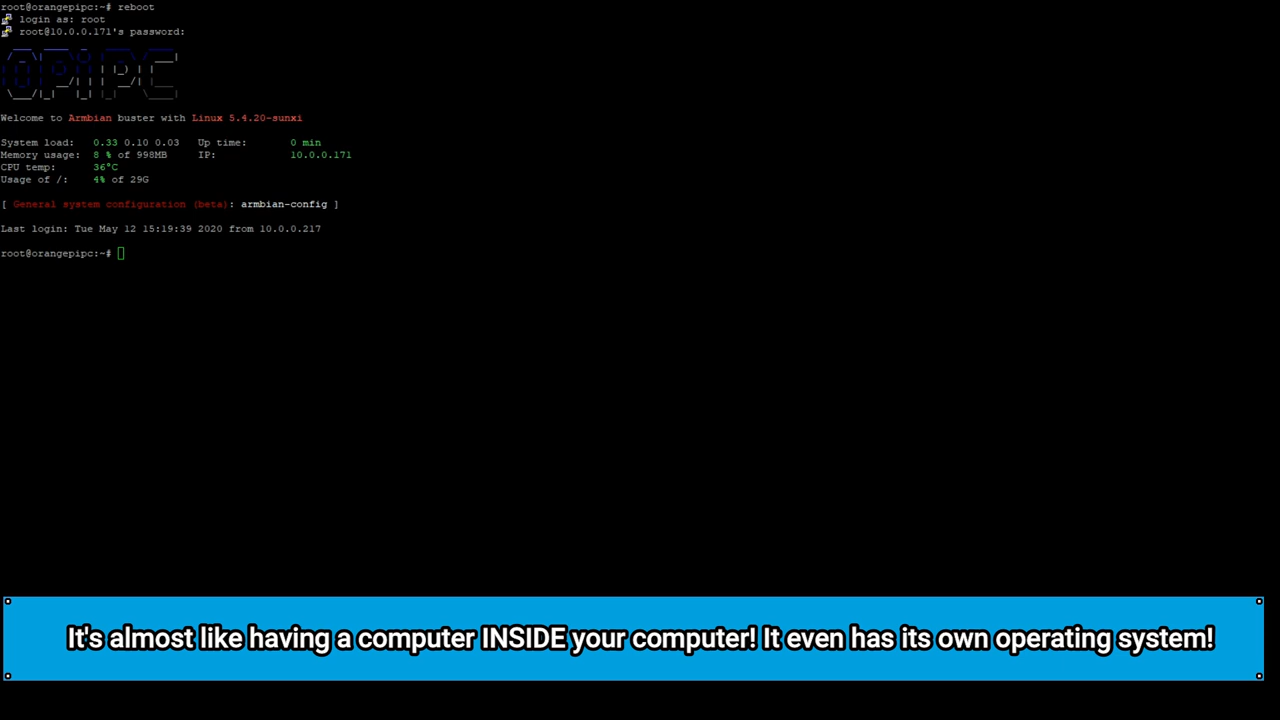 root@orangepipc:~# reboot
login as: root
root@10.0.0.171's password:
OPiPC
Welcome to Armbian buster with Linux 5.4.20-sunxi
System load:   0.33 0.10 0.03   Up time:       0 min
Memory usage:  8 % of 998MB     IP:            10.0.0.171
CPU temp:      36°C
Usage of /:    4% of 29G
[ General system configuration (beta): armbian-config ]
Last login: Tue May 12 15:19:39 2020 from 10.0.0.217
root@orangepipc:~#
It's almost like having a computer INSIDE your computer! It even has its own operating system!